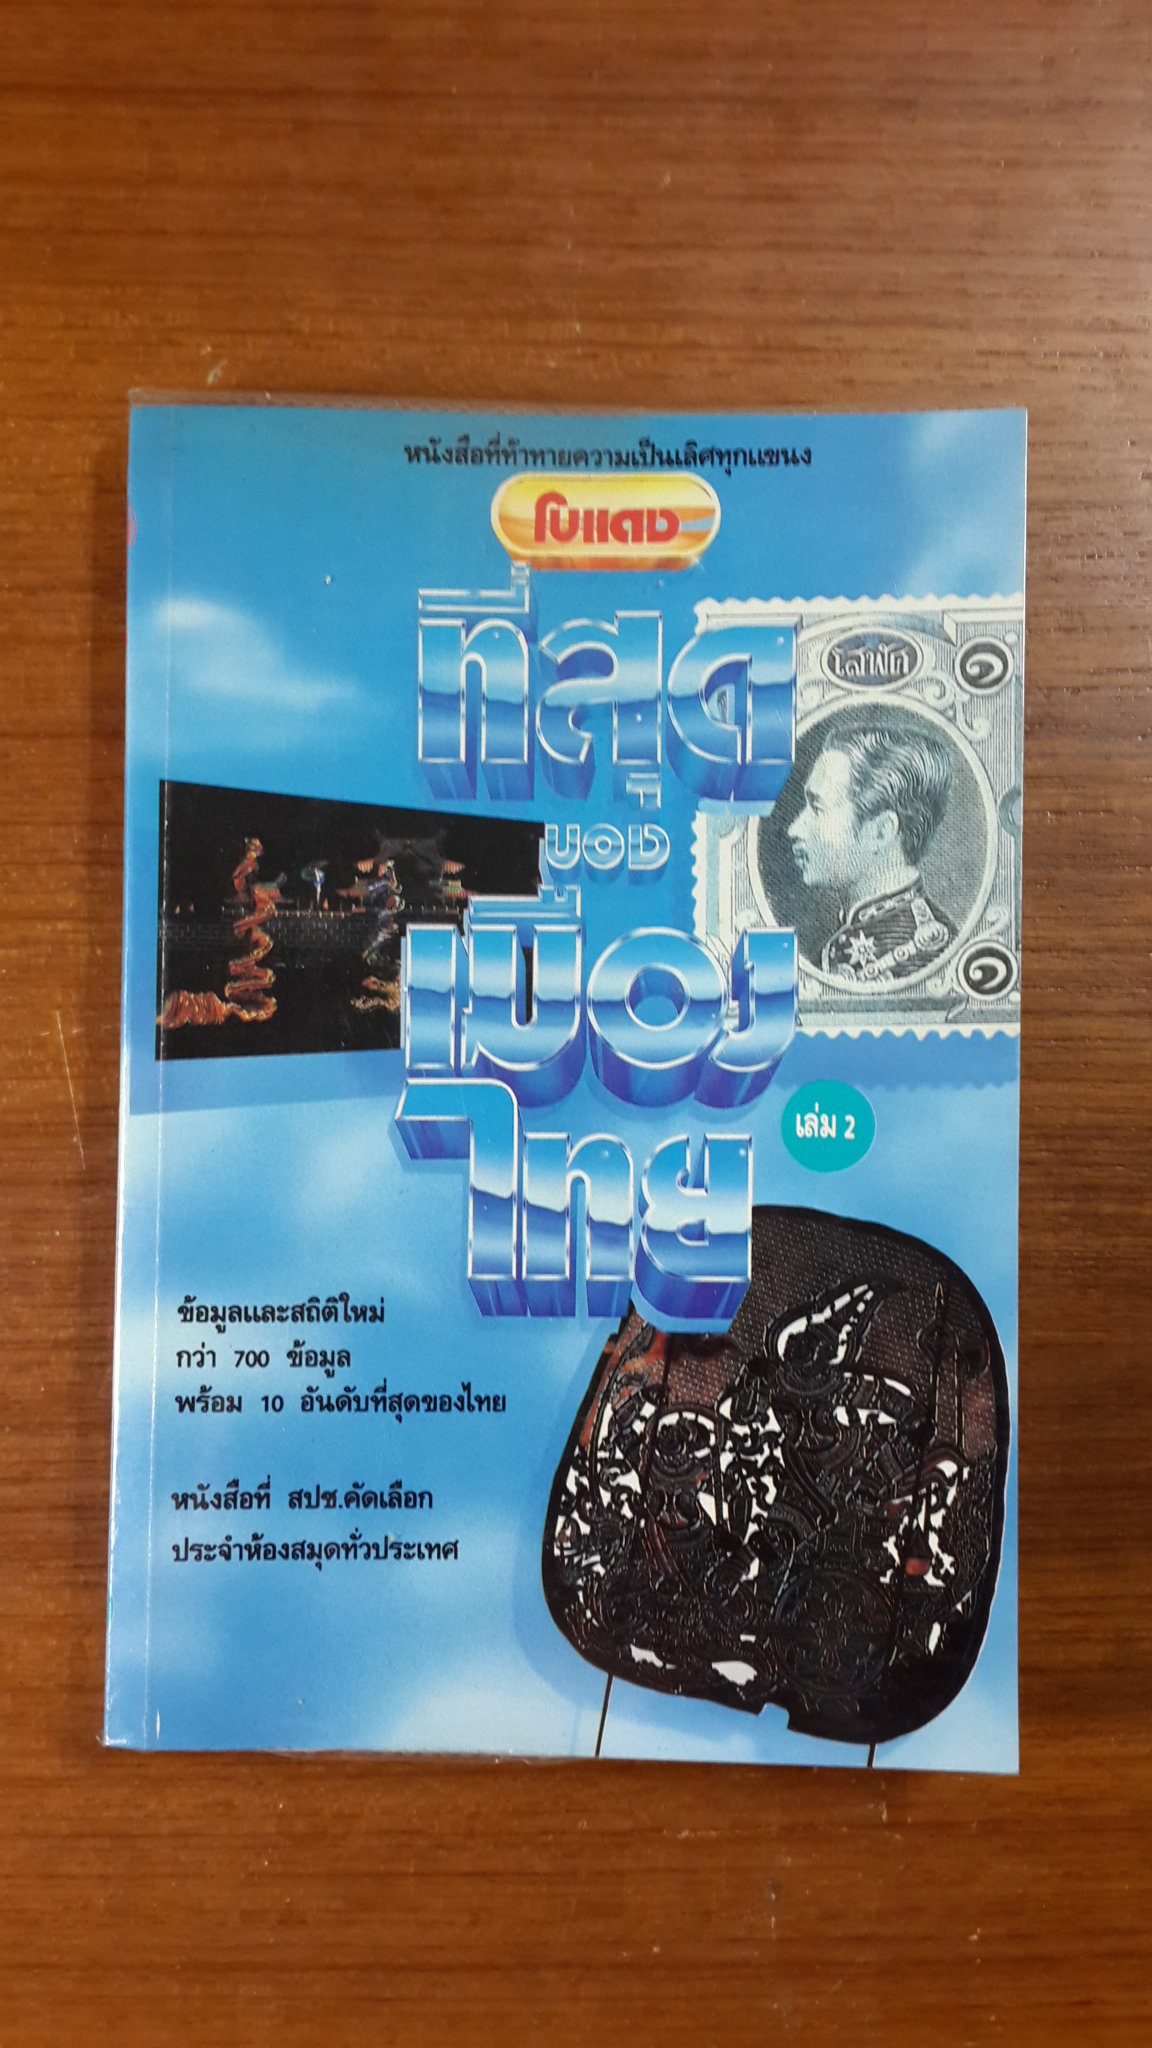 หนังสือที่ท้าทายความเป็นเลิศทุกแขนง
โบแดง
ที่สุด
ของ
เมือง
ไทย
โสฬศ
๑
๑
เล่ม 2
ข้อมูลและสถิติใหม่
กว่า 700 ข้อมูล
พร้อม 10 อันดับที่สุดของไทย
หนังสือที่ สปช.คัดเลือก
ประจำห้องสมุดทั่วประเทศ